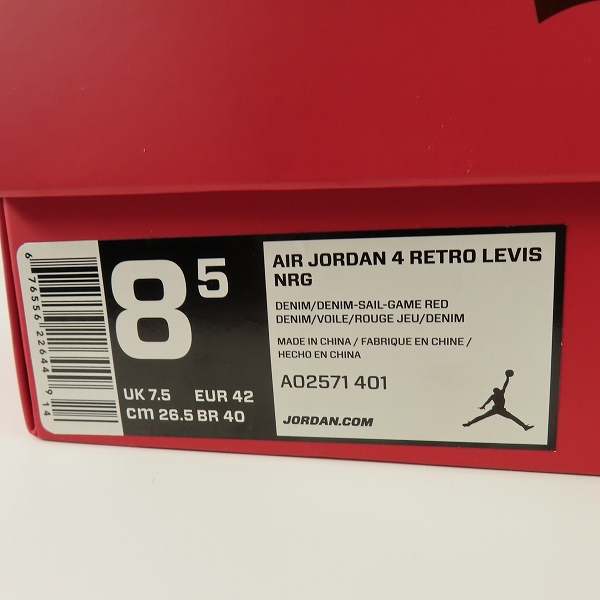 6 76556 22644 9 14
8 5
UK 7.5 EUR 42
cm 26.5 BR 40
AIR JORDAN 4 RETRO LEVIS
NRG
DENIM/DENIM-SAIL-GAME RED
DENIM/VOILE/ROUGE JEU/DENIM
MADE IN CHINA / FABRIQUE EN CHINE /
HECHO EN CHINA
AO2571 401
JORDAN.COM